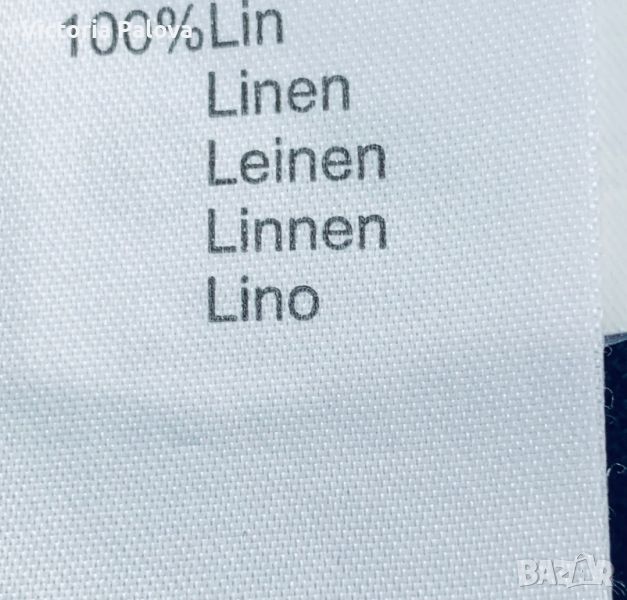 Victoria Palova
100%Lin
Linen
Leinen
Linnen
Lino
BAZAR